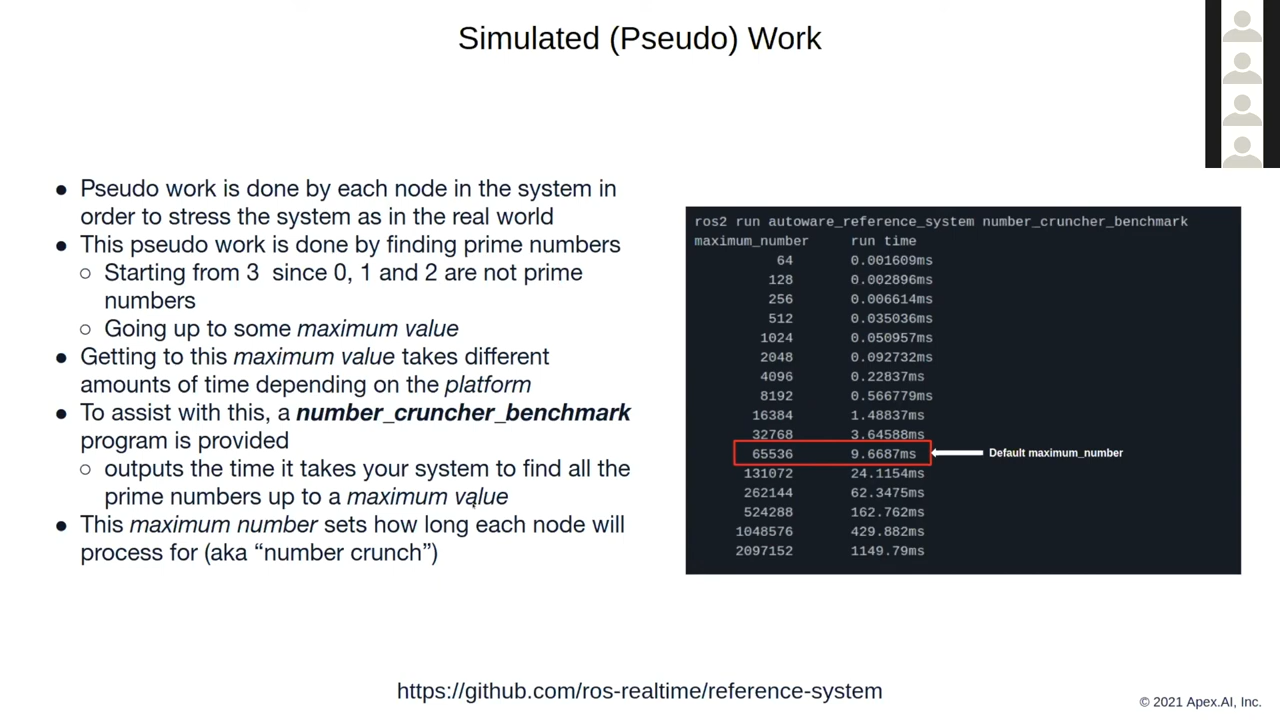 Simulated (Pseudo) Work
● Pseudo work is done by each node in the system in
order to stress the system as in the real world
● This pseudo work is done by finding prime numbers
○ Starting from 3 since 0, 1 and 2 are not prime
numbers
○ Going up to some maximum value
● Getting to this maximum value takes different
amounts of time depending on the platform
● To assist with this, a number_cruncher_benchmark
program is provided
○ outputs the time it takes your system to find all the
prime numbers up to a maximum value
● This maximum number sets how long each node will
process for (aka “number crunch”)
ros2 run autoware_reference_system number_cruncher_benchmark
maximum_number run time
64 0.001609ms
128 0.002896ms
256 0.006614ms
512 0.035036ms
1024 0.050957ms
2048 0.092732ms
4096 0.22837ms
8192 0.566779ms
16384 1.48837ms
32768 3.64588ms
65536 9.6687ms
Default maximum_number
131072 24.1154ms
262144 62.3475ms
524288 162.762ms
1048576 429.882ms
2097152 1149.79ms
https://github.com/ros-realtime/reference-system
© 2021 Apex.AI, Inc.